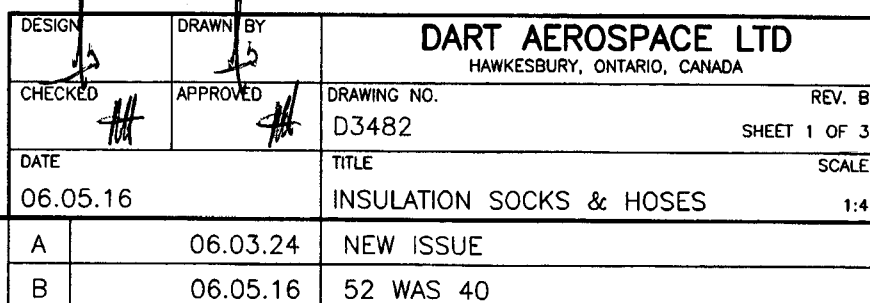 DESIGN
DRAWN BY
DART AEROSPACE LTD
HAWKESBURY, ONTARIO, CANADA
CHECKED
APPROVED
DRAWING NO.
REV. B
D3482
SHEET 1 OF 3
DATE
TITLE
SCALE
06.05.16
INSULATION SOCKS & HOSES
1:4
A 06.03.24 NEW ISSUE
B 06.05.16 52 WAS 40